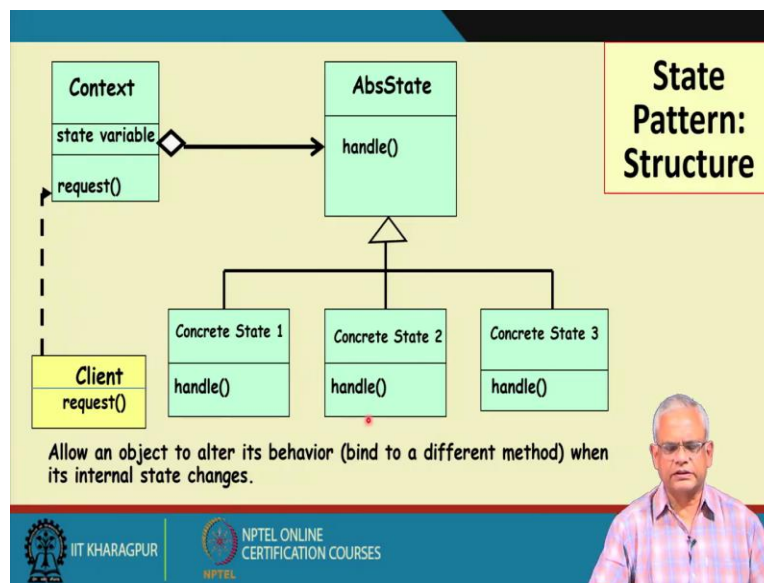 State
Pattern:
Structure
Context
state variable
request()
AbsState
handle()
Concrete State 1
handle()
Concrete State 2
handle()
Concrete State 3
handle()
Client
request()
Allow an object to alter its behavior (bind to a different method) when
its internal state changes.
IIT KHARAGPUR
NPTEL
NPTEL ONLINE
CERTIFICATION COURSES